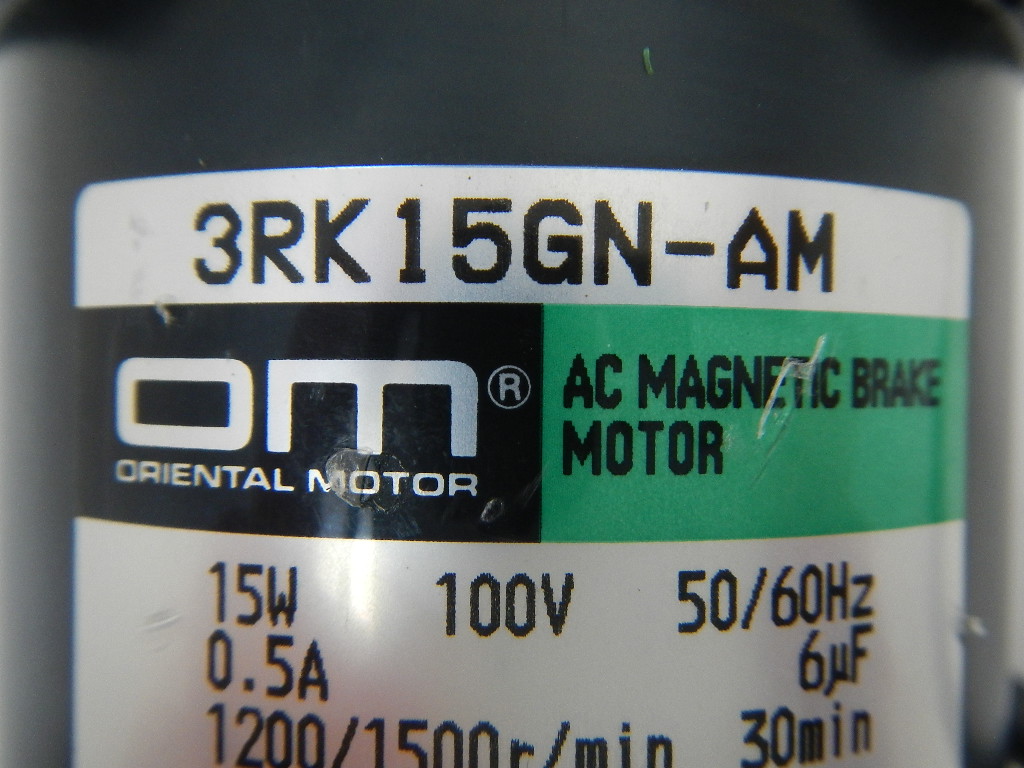 3RK15GN-AM
om®
ORIENTAL MOTOR
AC MAGNETIC BRAKE
MOTOR
15W 100V 50/60Hz
0.5A 6µF
1200/1500r/min 30min